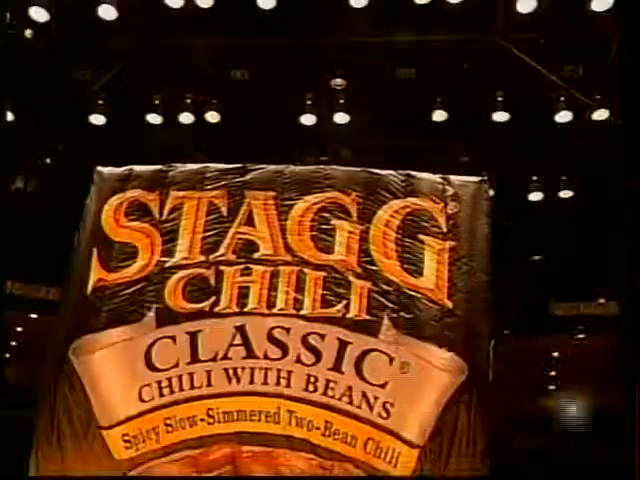 STAGG®
CHILI
CLASSIC®
CHILI WITH BEANS
Spicy Slow-Simmered Two-Bean Chili